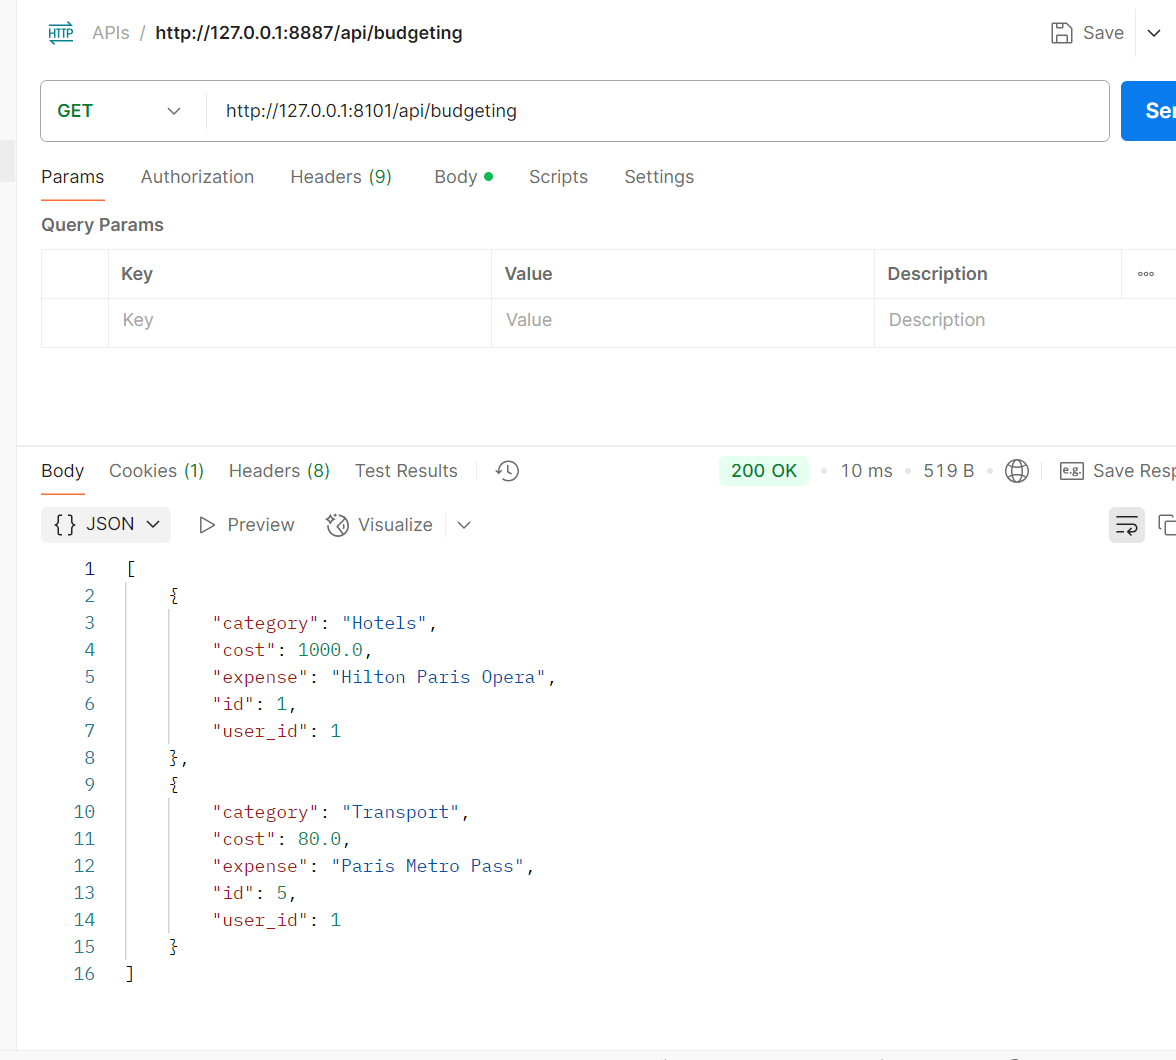 HTTP APIs / http://127.0.0.1:8887/api/budgeting Save
GET http://127.0.0.1:8101/api/budgeting Ser
Params Authorization Headers (9) Body Scripts Settings
Query Params
Key Value Description
Key Value Description
Body Cookies (1) Headers (8) Test Results 200 OK • 10 ms • 519 B • e.g. Save Resp
{} JSON Preview Visualize
1 [
2 {
3 "category": "Hotels",
4 "cost": 1000.0,
5 "expense": "Hilton Paris Opera",
6 "id": 1,
7 "user_id": 1
8 },
9 {
10 "category": "Transport",
11 "cost": 80.0,
12 "expense": "Paris Metro Pass",
13 "id": 5,
14 "user_id": 1
15 }
16 ]